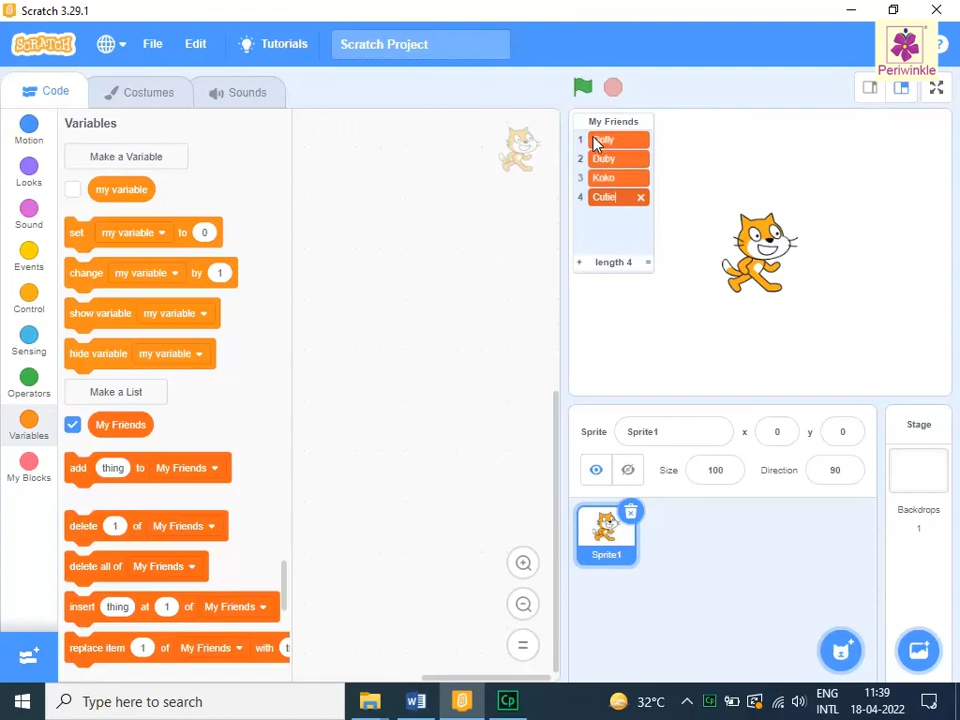 Scratch 3.29.1
SCRATCH File Edit Tutorials Scratch Project
Periwinkle
Code Costumes Sounds
Motion
Looks
Sound
Events
Control
Sensing
Operators
Variables
My Blocks
Variables
Make a Variable
my variable
set my variable to 0
change my variable by 1
show variable my variable
hide variable my variable
Make a List
My Friends
add thing to My Friends
delete 1 of My Friends
delete all of My Friends
insert thing at 1 of My Friends
replace item 1 of My Friends with
My Friends
1
2 Duby
3 Koko
4 Cutie
+ length 4 =
Sprite Sprite1 x 0 y 0
Size 100 Direction 90
Sprite1
Stage
Backdrops
1
Type here to search
32°C
ENG
INTL
11:39
18-04-2022